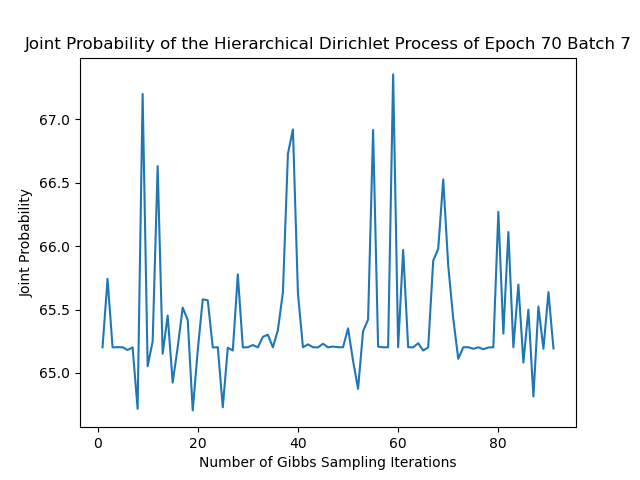 Joint Probability of the Hierarchical Dirichlet Process of Epoch 70 Batch 7
67.0
66.5
66.0
65.5
65.0
Joint Probability
0 20 40 60 80
Number of Gibbs Sampling Iterations